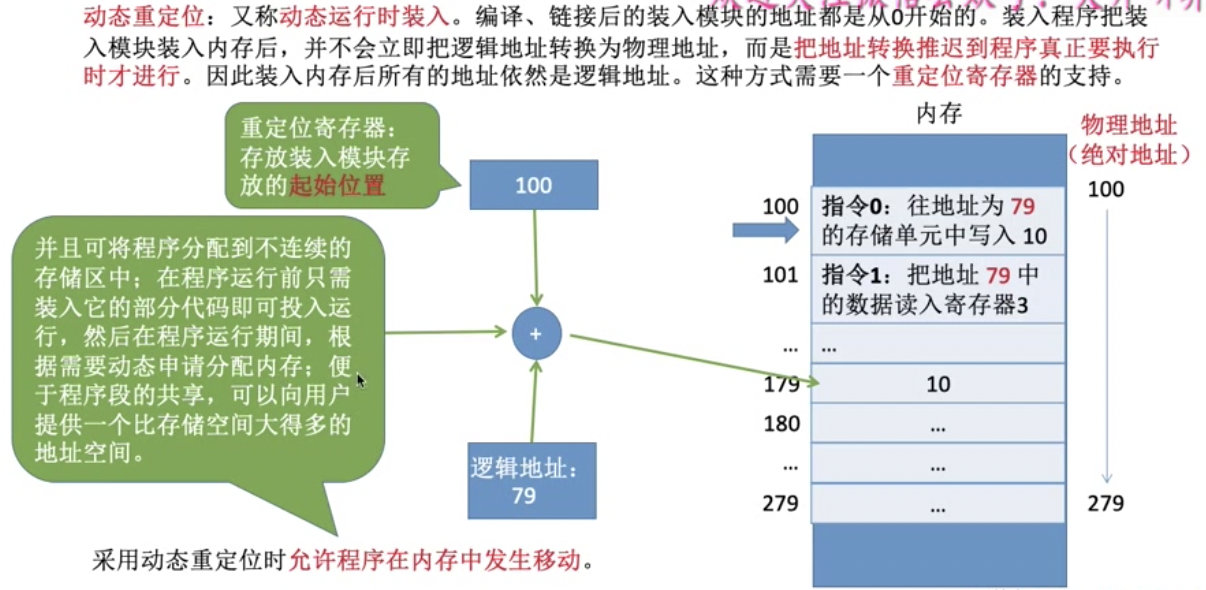 动态重定位：又称动态运行时装入。编译、链接后的装入模块的地址都是从0开始的。装入程序把装
入模块装入内存后，并不会立即把逻辑地址转换为物理地址，而是把地址转换推迟到程序真正要执行
时才进行。因此装入内存后所有的地址依然是逻辑地址。这种方式需要一个重定位寄存器的支持。
重定位寄存器：
存放装入模块存
放的起始位置
100
并且可将程序分配到不连续的
存储区中；在程序运行前只需
装入它的部分代码即可投入运
行，然后在程序运行期间，根
据需要动态申请分配内存；便
于程序段的共享，可以向用户
提供一个比存储空间大得多的
地址空间。
+
逻辑地址：
79
采用动态重定位时允许程序在内存中发生移动。
内存
物理地址
（绝对地址）
100
指令0：往地址为 79
的存储单元中写入 10
100
101
指令1：把地址 79 中
的数据读入寄存器3
...
...
179
10
180
...
...
...
279
...
279